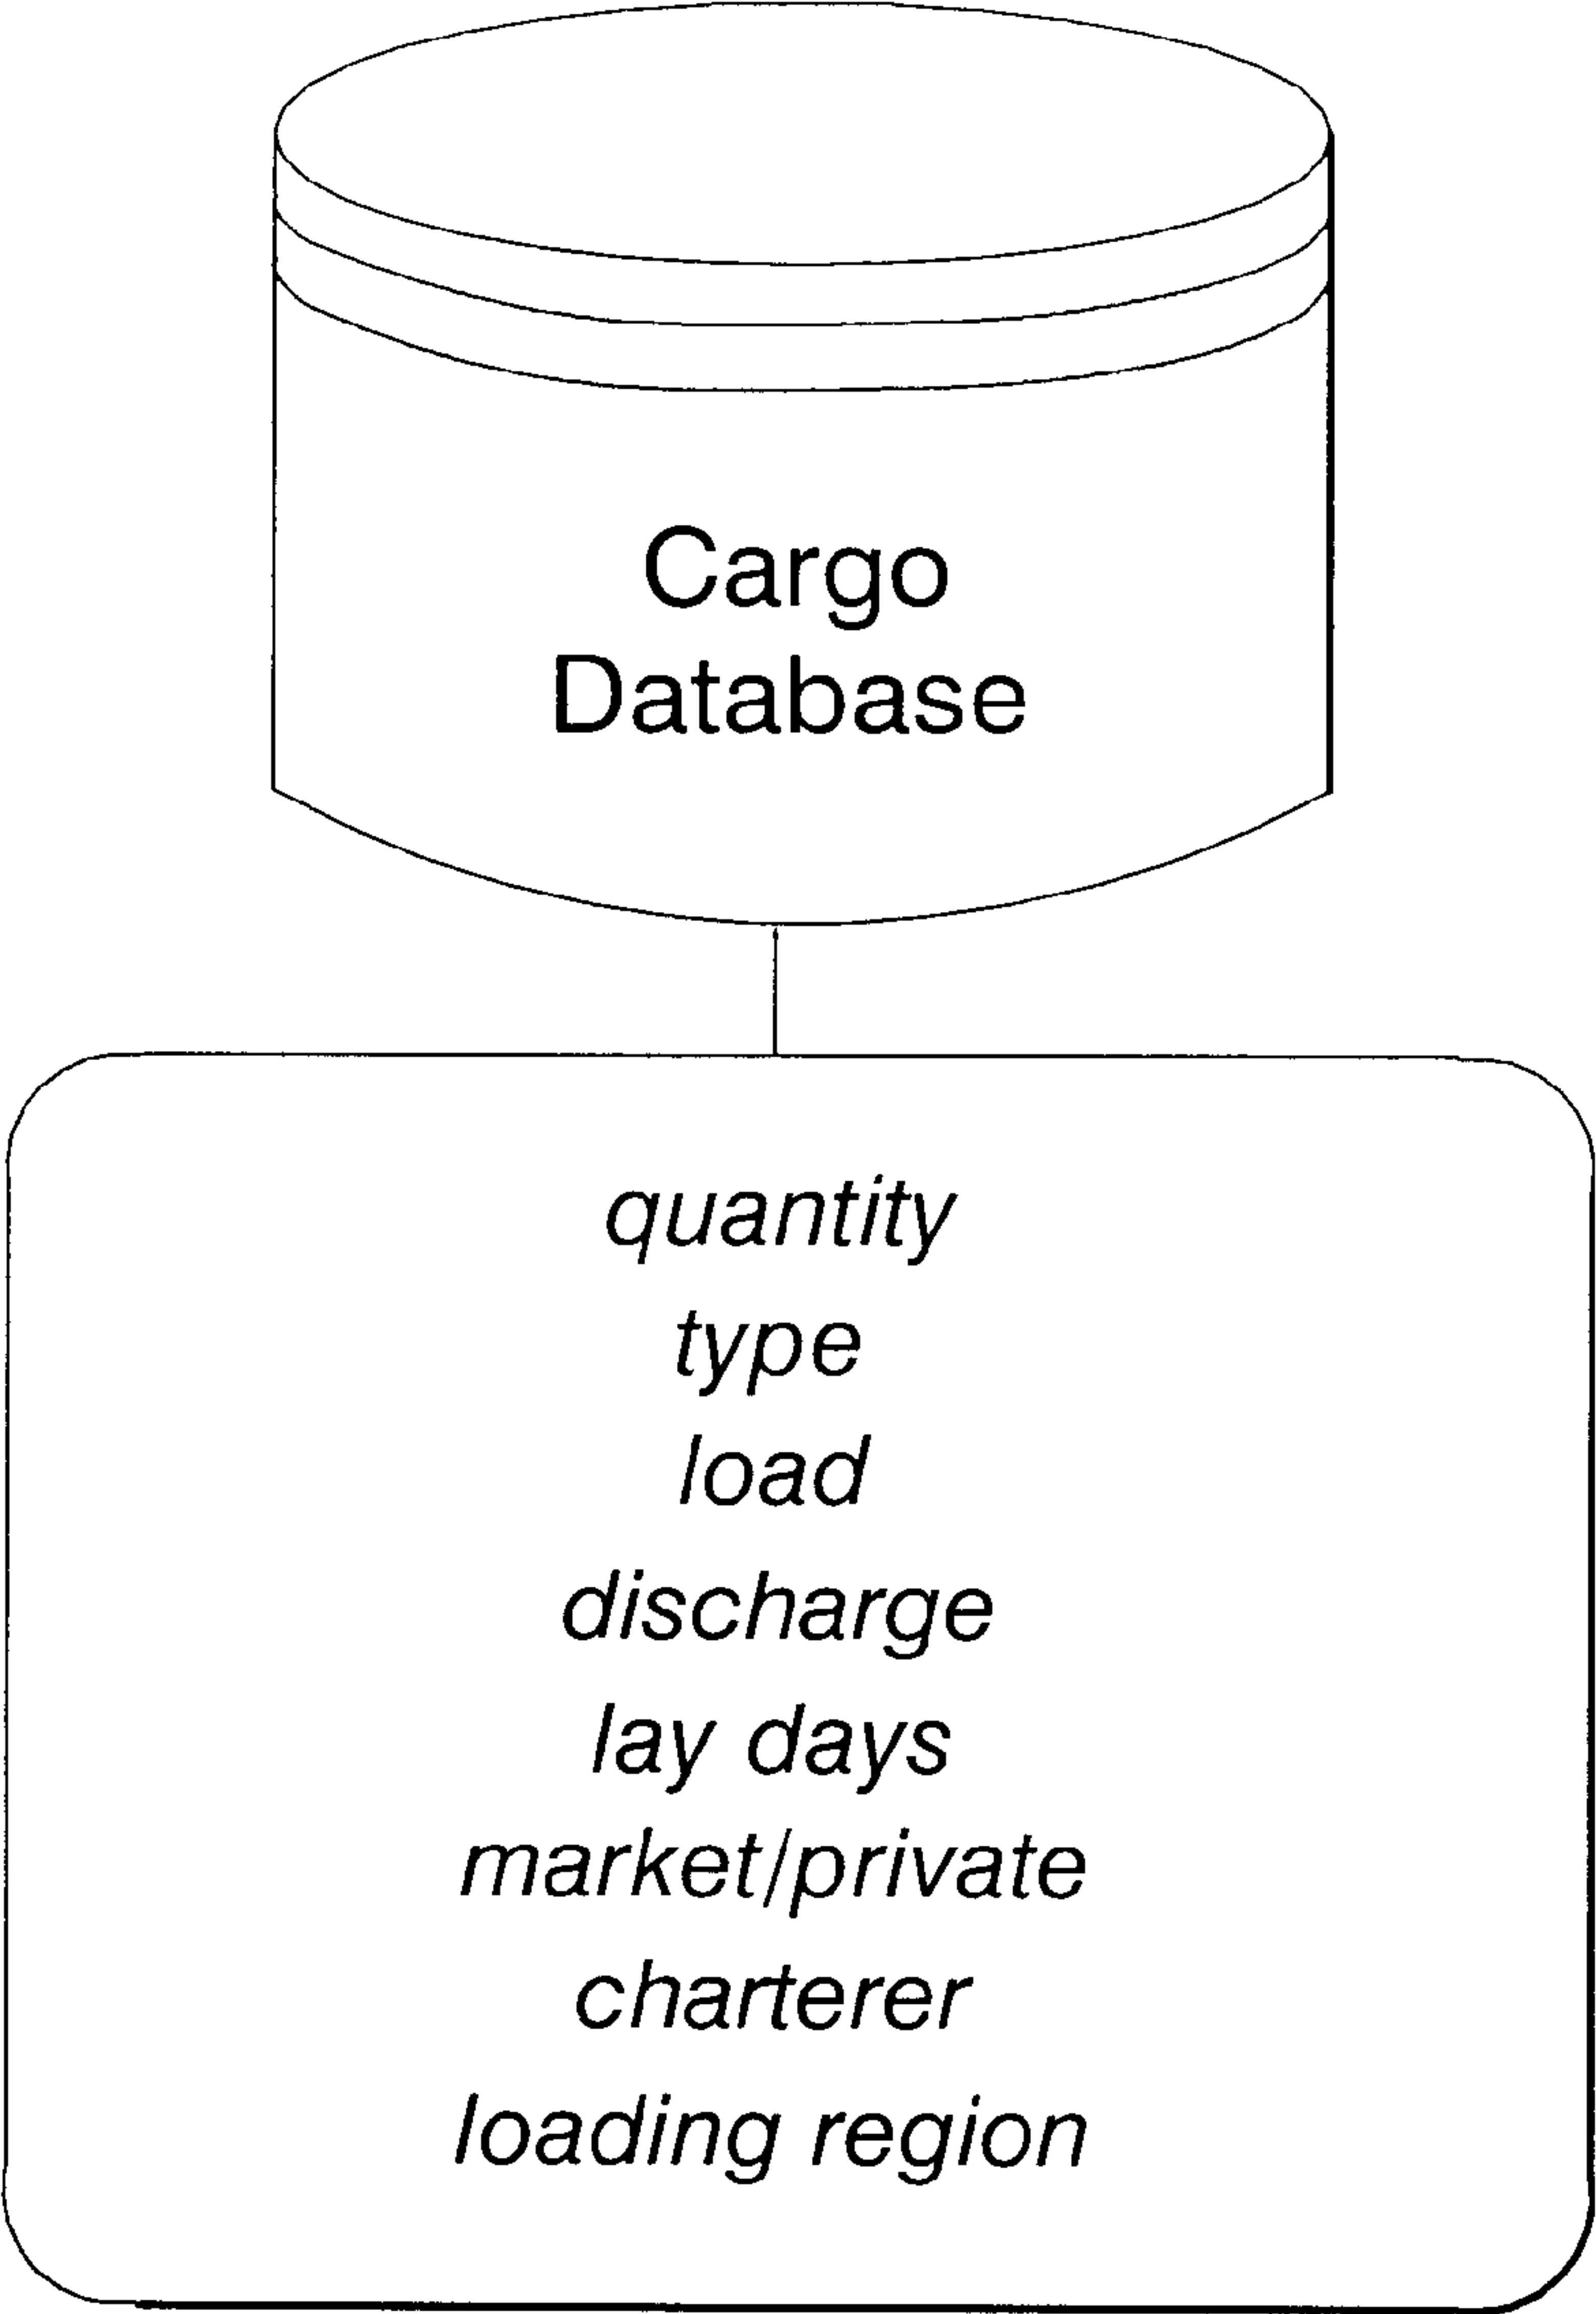 Cargo
Database
quantity
type
load
discharge
lay days
market/private
charterer
loading region